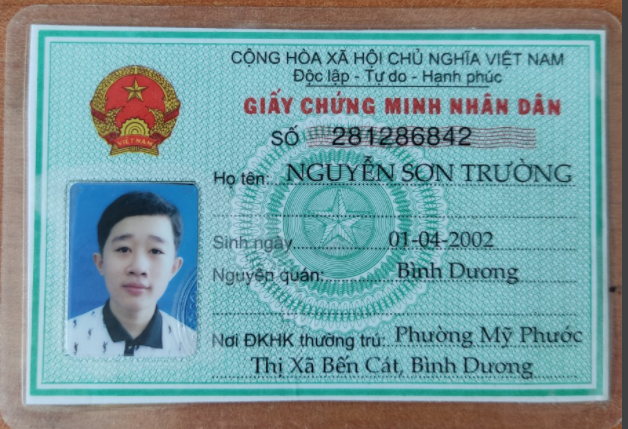 CỘNG HÒA XÃ HỘI CHỦ NGHĨA VIỆT NAM
Độc lập - Tự do - Hạnh phúc
GIẤY CHỨNG MINH NHÂN DÂN
SỐ 281286842
Họ tên: NGUYỄN SƠN TRƯỜNG
Sinh ngày 01-04-2002
Nguyên quán: Bình Dương
Nơi ĐKHK thường trú: Phường Mỹ Phước
Thị Xã Bến Cát, Bình Dương
VIỆT NAM